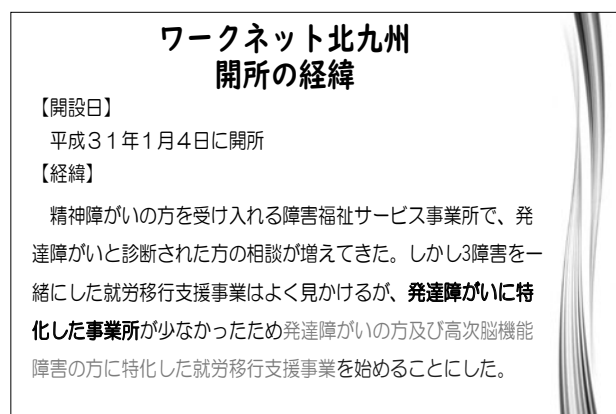 ワークネット北九州
開所の経緯
【開設日】
平成３１年１月４日に開所
【経緯】
精神障がいの方を受け入れる障害福祉サービス事業所で、発
達障がいと診断された方の相談が増えてきた。しかし3障害を一
緒にした就労移行支援事業はよく見かけるが、発達障がいに特
化した事業所が少なかったため発達障がいの方及び高次脳機能
障害の方に特化した就労移行支援事業を始めることにした。